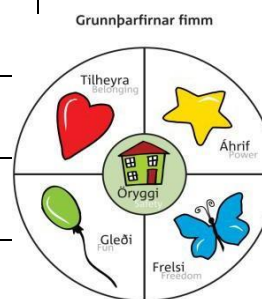 Grunnþarfirnar fimm
Tilheyra
Belonging
Áhrif
Power
Öryggi
Safety
Gleði
Fun
Frelsi
Freedom